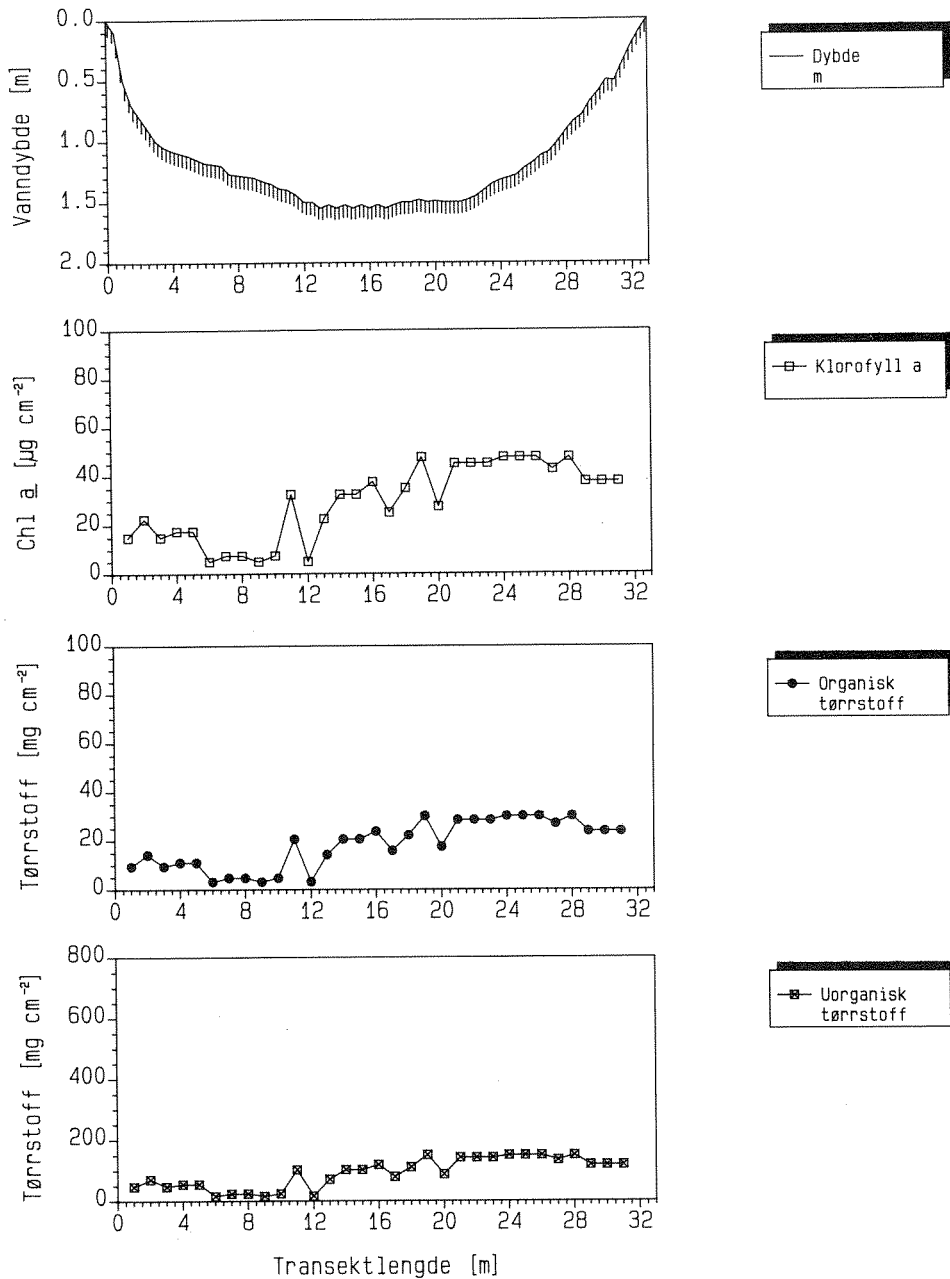 0.0
0.5
1.0
1.5
2.0
Vanndybde [m]
0 4 8 12 16 20 24 28 32
Dybde
m
100
80
60
40
20
0
Chl a [µg cm⁻²]
0 4 8 12 16 20 24 28 32
Klorofyll a
100
80
60
40
20
0
Tørrstoff [mg cm⁻²]
0 4 8 12 16 20 24 28 32
Organisk
tørrstoff
800
600
400
200
0
Tørrstoff [mg cm⁻²]
0 4 8 12 16 20 24 28 32
Uorganisk
tørrstoff
Transektlengde [m]